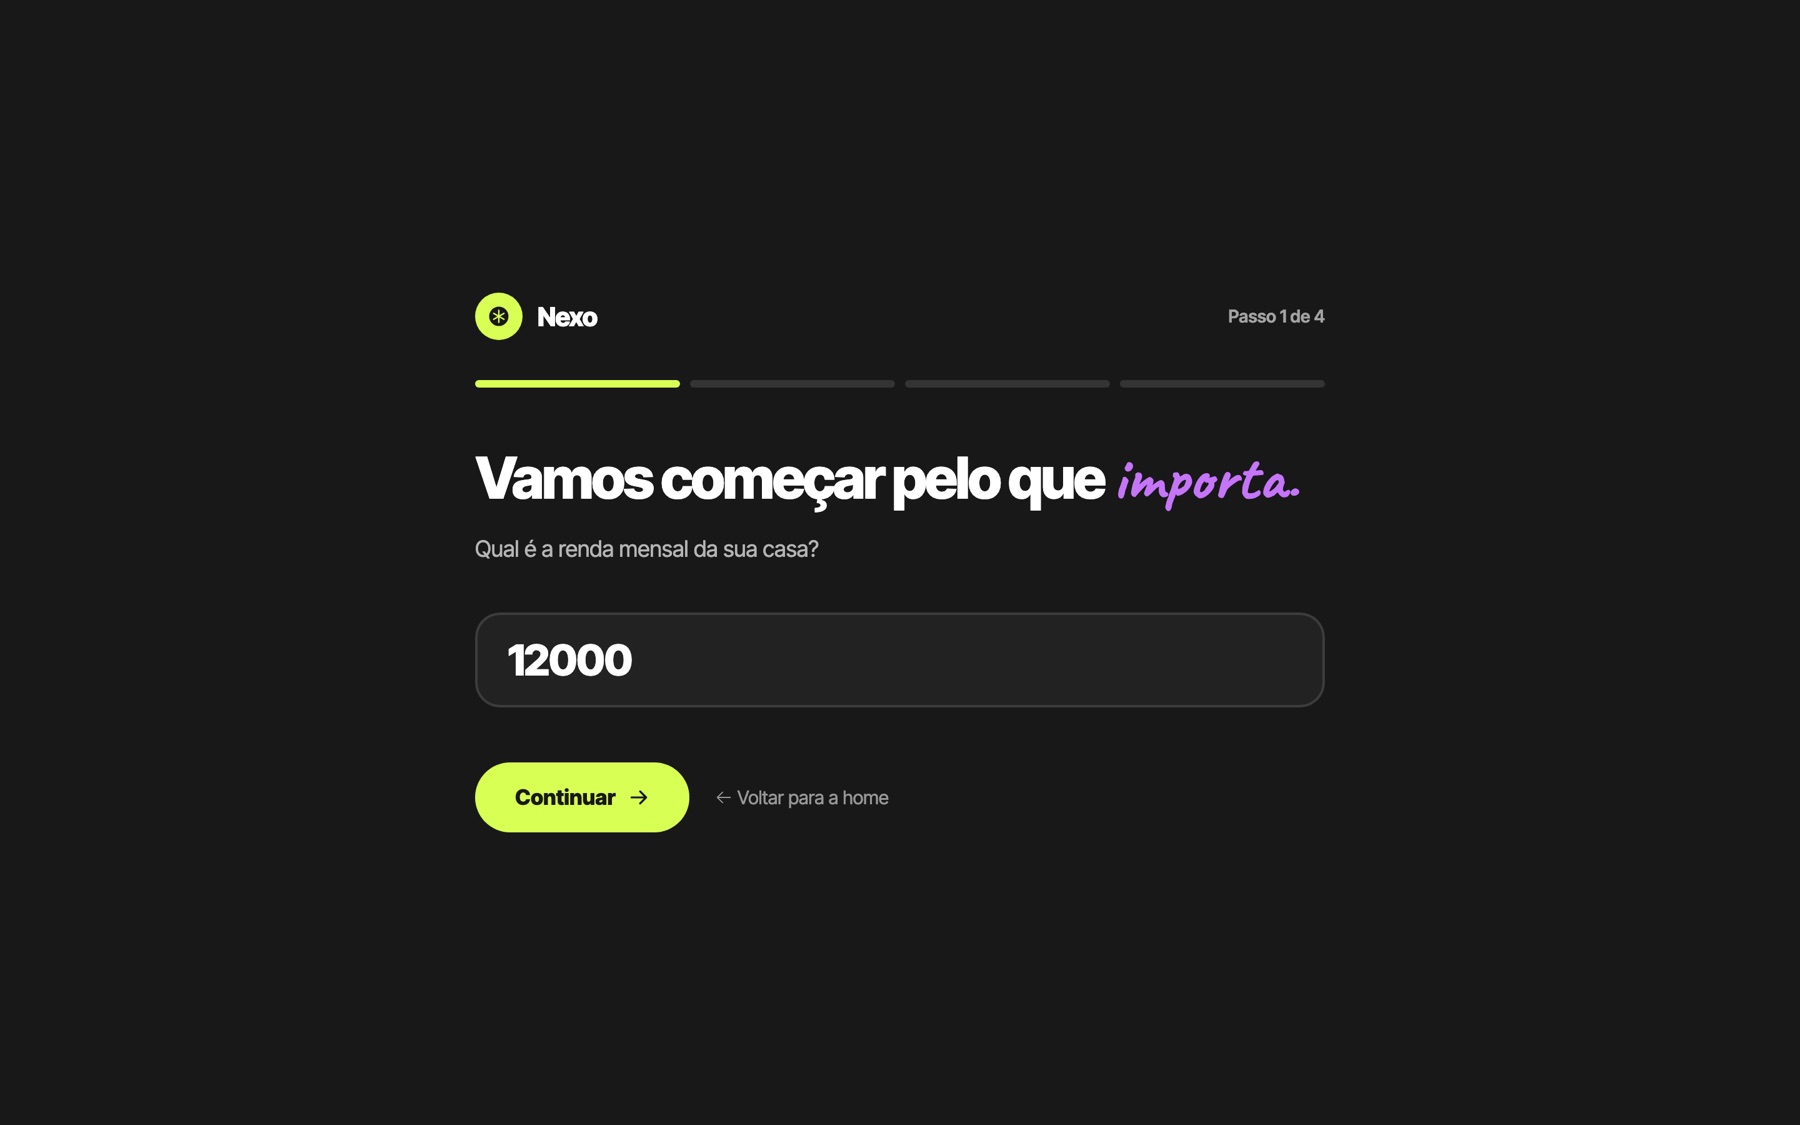 Nexo
Passo 1 de 4
Vamos começar pelo que importa.
Qual é a renda mensal da sua casa?
12000
Continuar →
← Voltar para a home